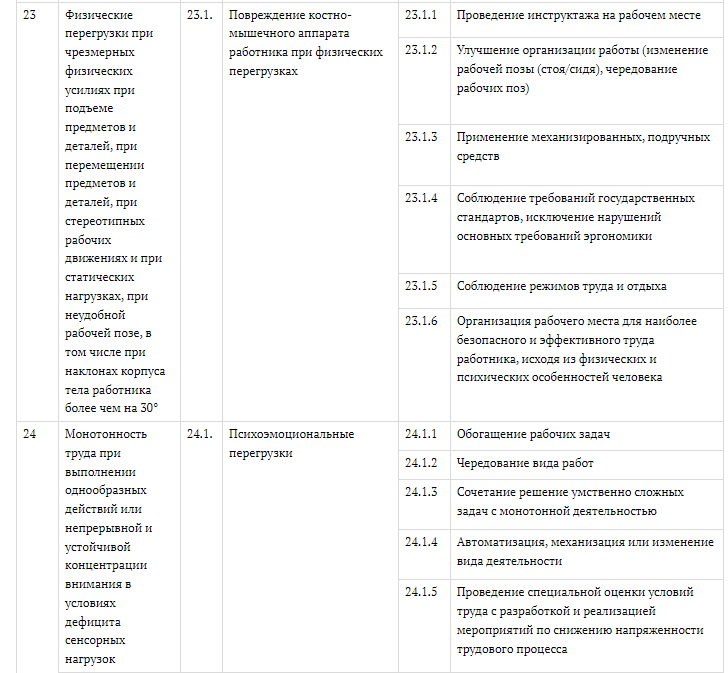 23
Физические
перегрузки при
чрезмерных
физических
усилиях при
подъеме
предметов и
деталей, при
перемещении
предметов и
деталей, при
стереотипных
рабочих
движениях и при
статических
нагрузках, при
неудобной
рабочей позе, в
том числе при
наклонах корпуса
тела работника
более чем на 30°
23.1.
Повреждение костно-
мышечного аппарата
работника при физических
перегрузках
23.1.1
Проведение инструктажа на рабочем месте
23.1.2
Улучшение организации работы (изменение
рабочей позы (стоя/сидя), чередование
рабочих поз)
23.1.3
Применение механизированных, подручных
средств
23.1.4
Соблюдение требований государственных
стандартов, исключение нарушений
основных требований эргономики
23.1.5
Соблюдение режимов труда и отдыха
23.1.6
Организация рабочего места для наиболее
безопасного и эффективного труда
работника, исходя из физических и
психических особенностей человека
24
Монотонность
труда при
выполнении
однообразных
действий или
непрерывной и
устойчивой
концентрации
внимания в
условиях
дефицита
сенсорных
нагрузок
24.1.
Психоэмоциональные
перегрузки
24.1.1
Обогащение рабочих задач
24.1.2
Чередование вида работ
24.1.3
Сочетание решение умственно сложных
задач с монотонной деятельностью
24.1.4
Автоматизация, механизация или изменение
вида деятельности
24.1.5
Проведение специальной оценки условий
труда с разработкой и реализацией
мероприятий по снижению напряженности
трудового процесса